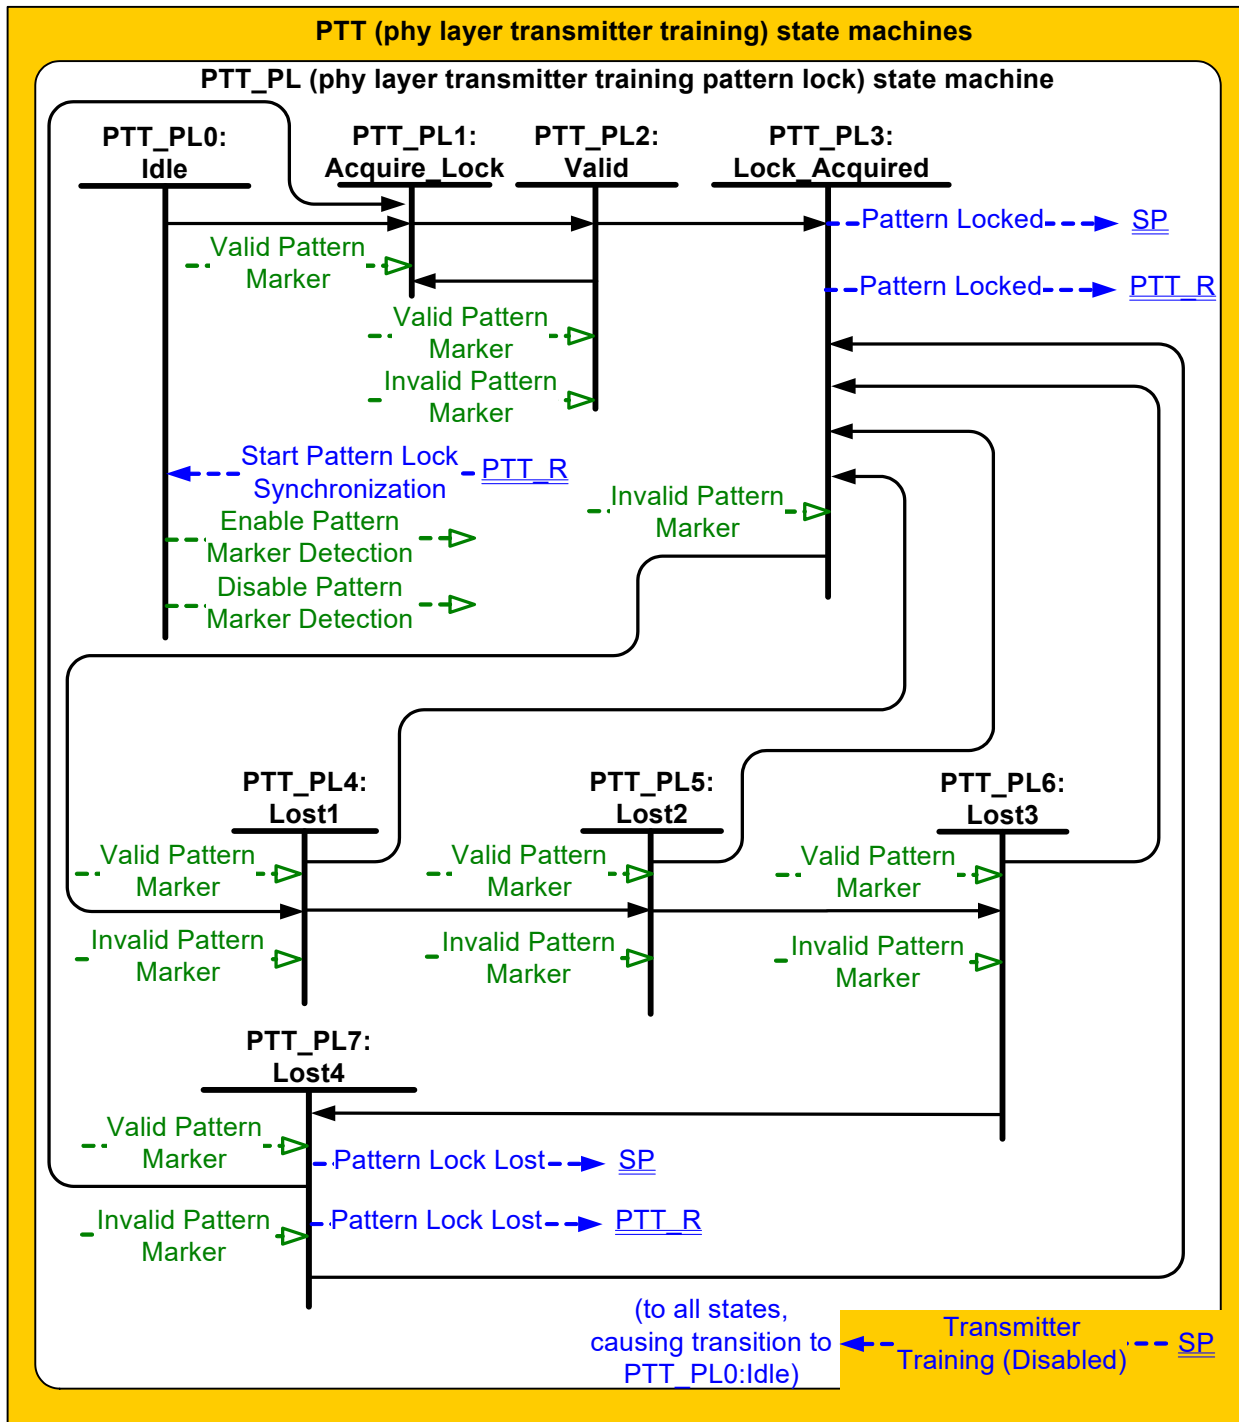 PTT (phy layer transmitter training) state machines
PTT_PL (phy layer transmitter training pattern lock) state machine
PTT_PL0:
Idle
PTT_PL1:
Acquire_Lock
PTT_PL2:
Valid
PTT_PL3:
Lock_Acquired
Pattern Locked
SP
Valid Pattern
Marker
Pattern Locked
PTT_R
Valid Pattern
Marker
Invalid Pattern
Marker
Start Pattern Lock
Synchronization
PTT_R
Enable Pattern
Marker Detection
Disable Pattern
Marker Detection
Invalid Pattern
Marker
PTT_PL4:
Lost1
PTT_PL5:
Lost2
PTT_PL6:
Lost3
Valid Pattern
Marker
Valid Pattern
Marker
Valid Pattern
Marker
Invalid Pattern
Marker
Invalid Pattern
Marker
Invalid Pattern
Marker
PTT_PL7:
Lost4
Valid Pattern
Marker
Pattern Lock Lost
SP
Invalid Pattern
Marker
Pattern Lock Lost
PTT_R
(to all states,
causing transition to
PTT_PL0:Idle)
Transmitter
Training (Disabled)
SP